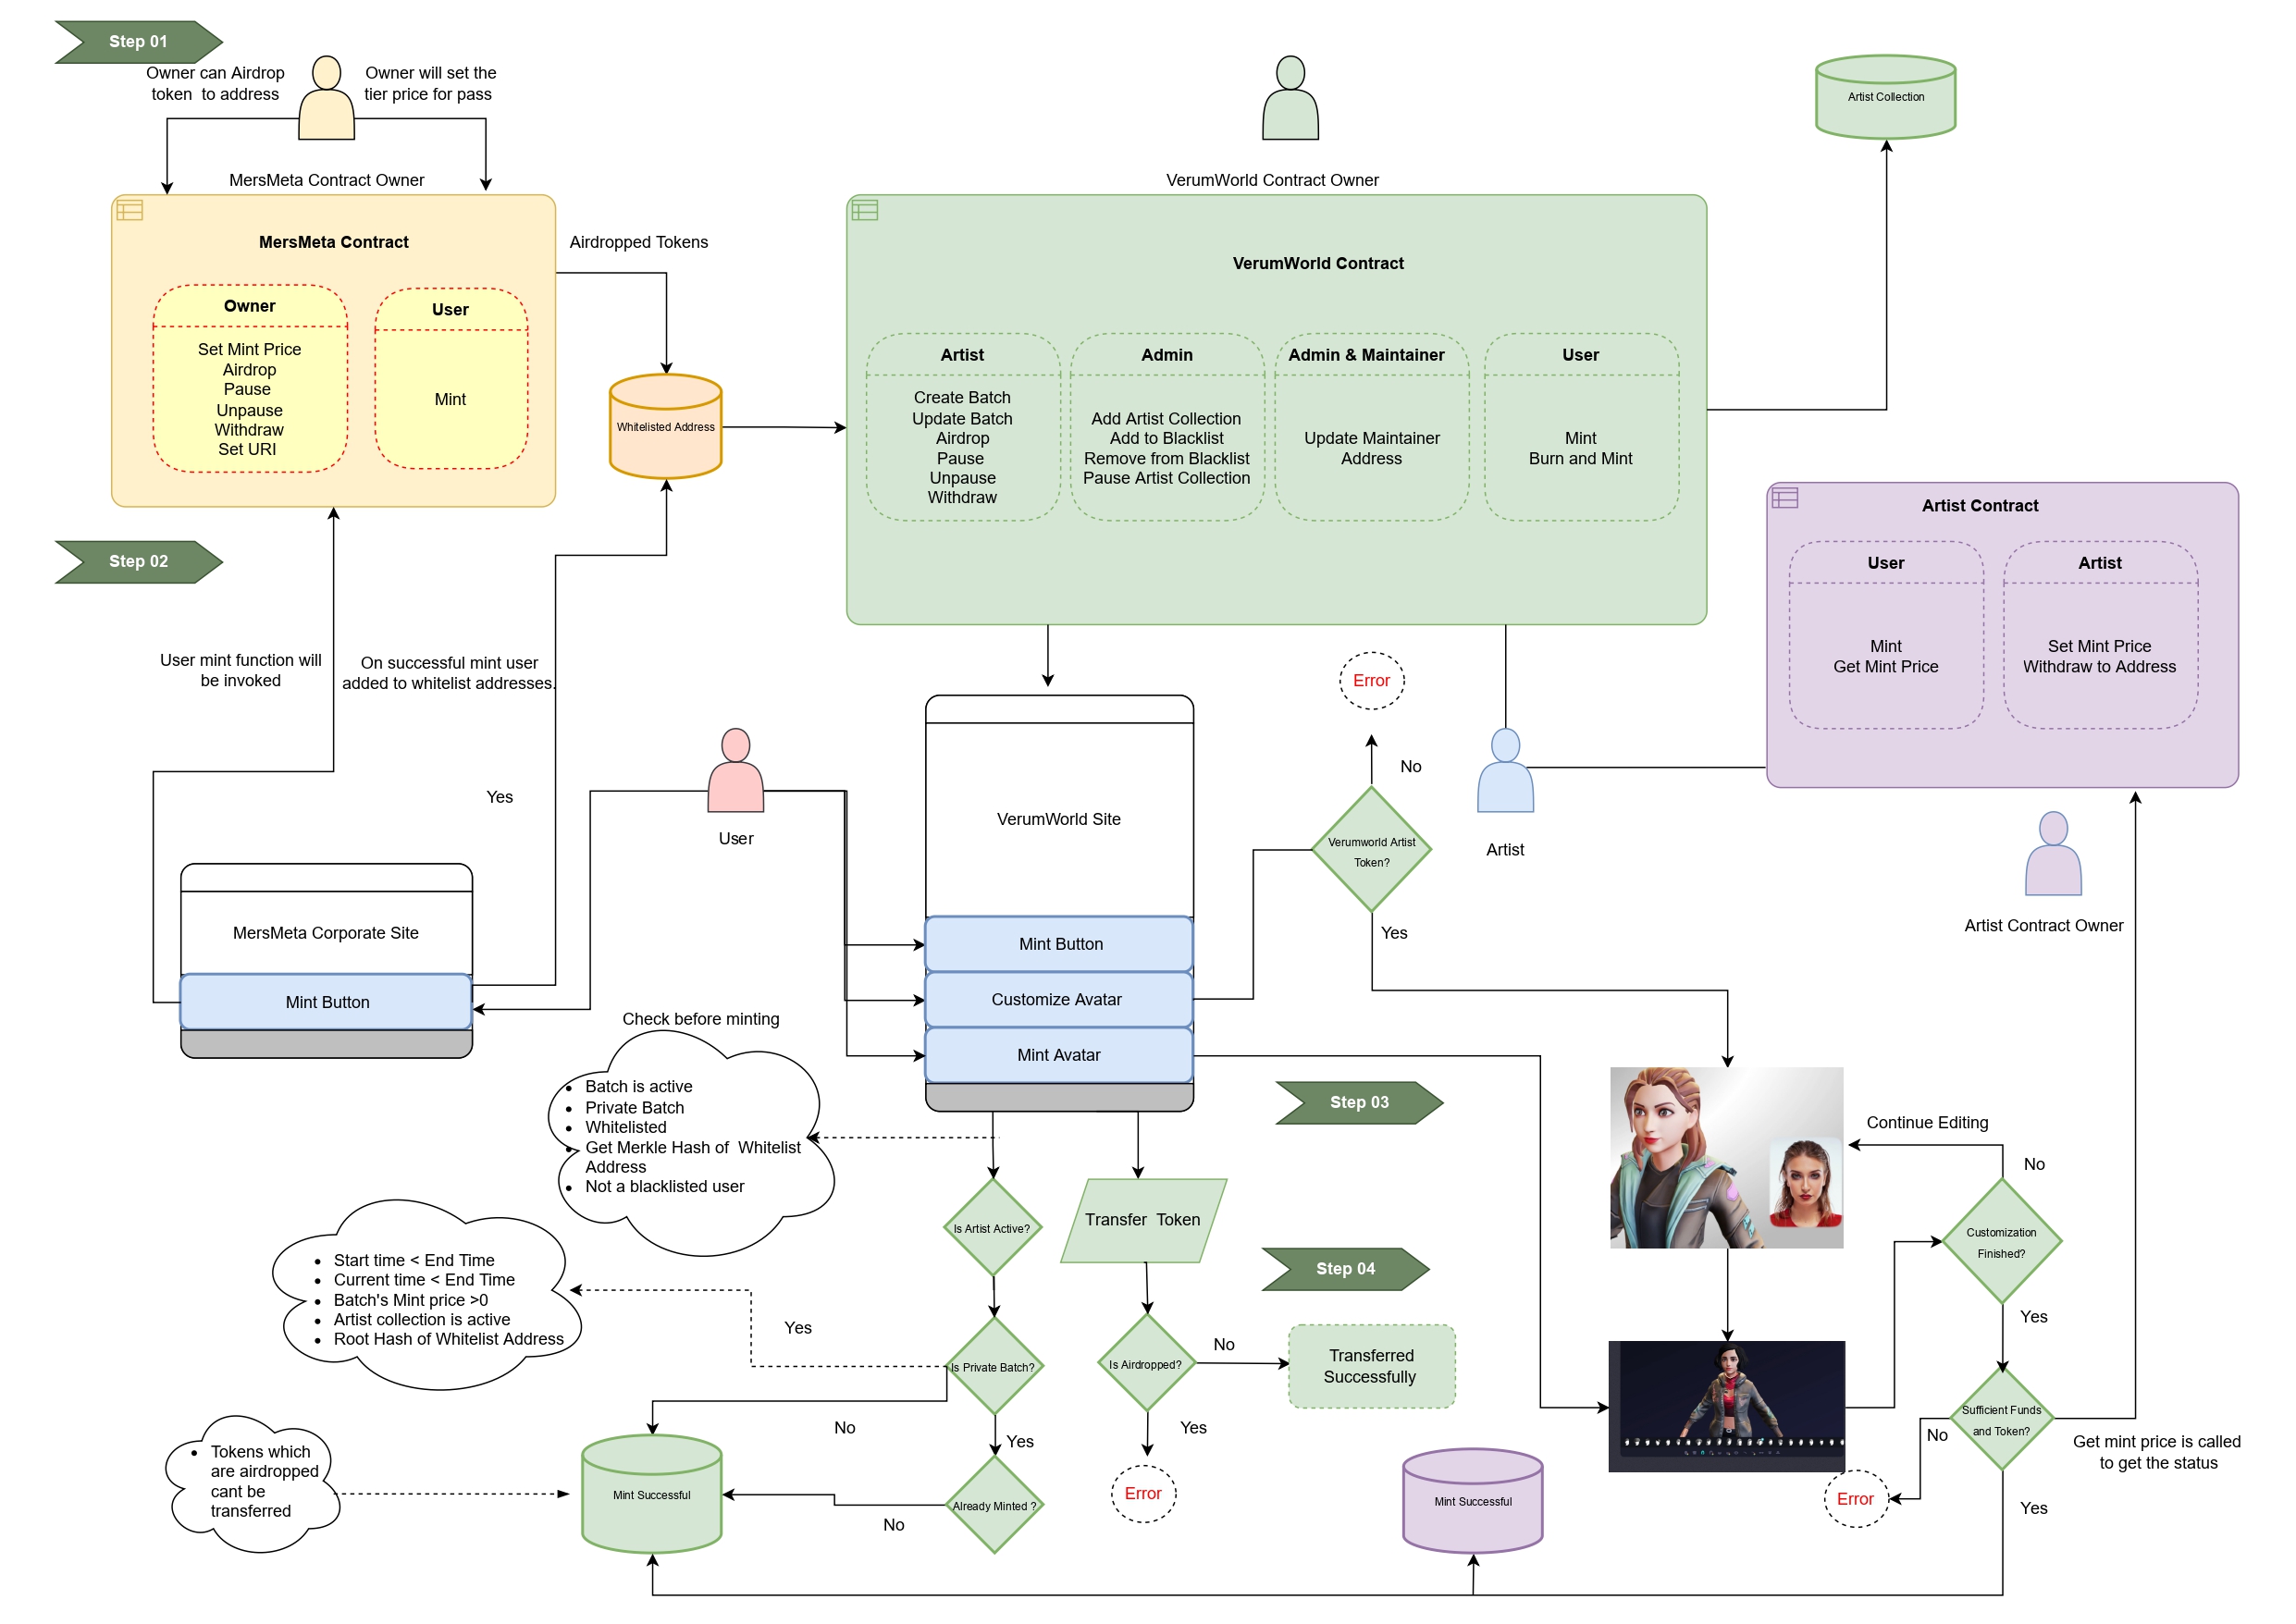 Step 01
Owner can Airdrop
token to address
Owner will set the
tier price for pass
MersMeta Contract Owner
VerumWorld Contract Owner
Artist Collection
MersMeta Contract
Owner
Set Mint Price
Airdrop
Pause
Unpause
Withdraw
Set URI
User
Mint
Airdropped Tokens
Whitelisted Address
VerumWorld Contract
Artist
Create Batch
Update Batch
Airdrop
Pause
Unpause
Withdraw
Admin
Add Artist Collection
Add to Blacklist
Remove from Blacklist
Pause Artist Collection
Admin & Maintainer
Update Maintainer
Address
User
Mint
Burn and Mint
Artist Contract
User
Mint
Get Mint Price
Artist
Set Mint Price
Withdraw to Address
Step 02
User mint function will
be invoked
On successful mint user
added to whitelist addresses.
Yes
User
VerumWorld Site
Mint Button
Customize Avatar
Mint Avatar
Error
No
Verumworld Artist
Token?
Yes
Artist
Artist Contract Owner
MersMeta Corporate Site
Mint Button
Check before minting
• Batch is active
• Private Batch
• Whitelisted
• Get Merkle Hash of Whitelist
Address
• Not a blacklisted user
Step 03
Continue Editing
No
Customization
Finished?
Yes
Is Artist Active?
Transfer Token
Step 04
• Start time < End Time
• Current time < End Time
• Batch's Mint price >0
• Artist collection is active
• Root Hash of Whitelist Address
Yes
Is Private Batch?
Is Airdropped?
No
Transferred
Successfully
Yes
Error
No
Yes
Already Minted ?
No
• Tokens which
are airdropped
cant be
transferred
Mint Successful
Mint Successful
Sufficient Funds
and Token?
No
Error
Get mint price is called
to get the status
Yes